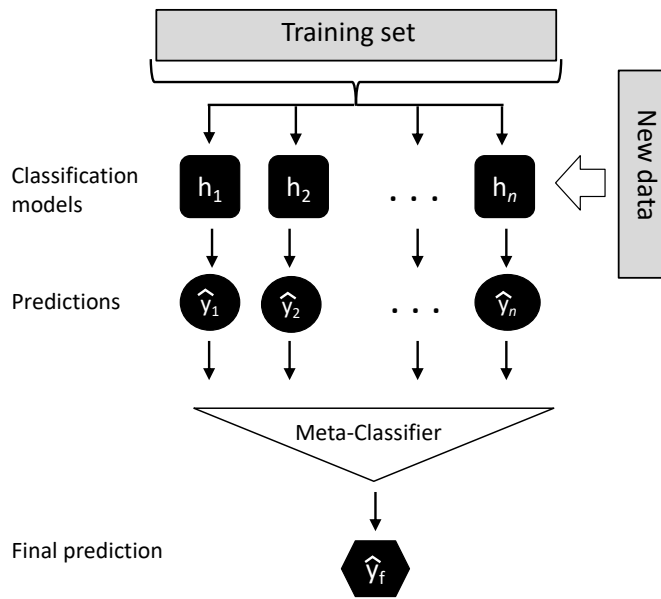 Training set
New data
Classification
models
h₁ h₂ . . . hₙ
Predictions
ŷ₁ ŷ₂ . . . ŷₙ
Meta-Classifier
Final prediction
ŷf